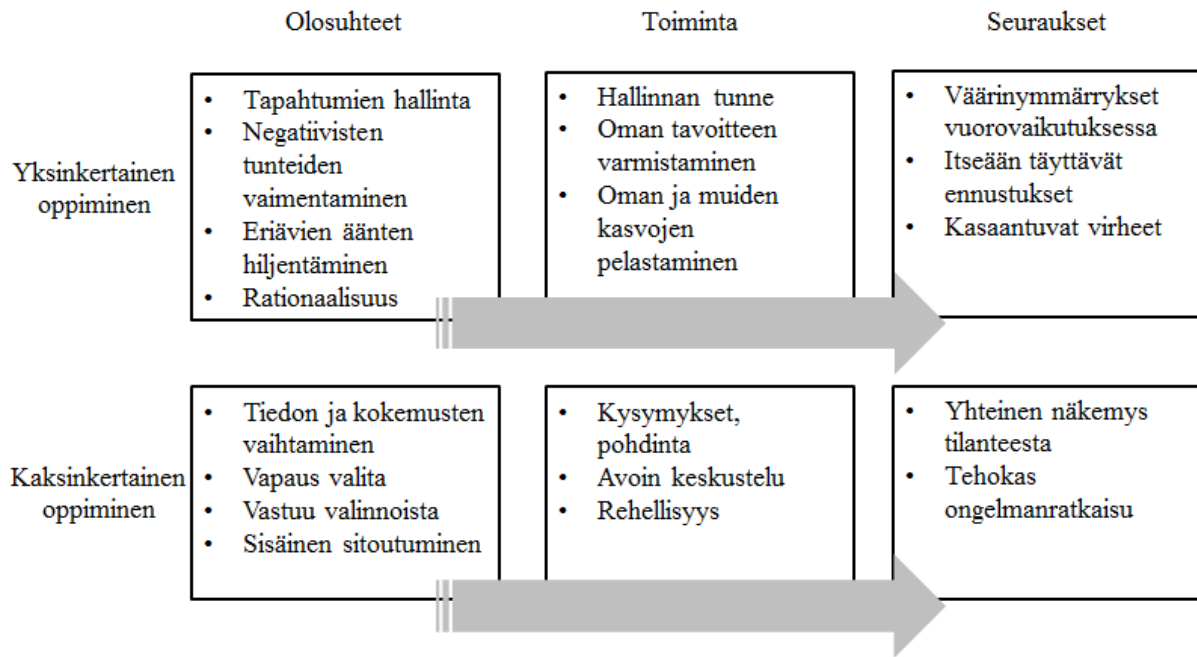 Olosuhteet
Toiminta
Seuraukset
Yksinkertainen
oppiminen
• Tapahtumien hallinta
• Negatiivisten
tunteiden
vaimentaminen
• Eriävien äänten
hiljentäminen
• Rationaalisuus
• Hallinnan tunne
• Oman tavoitteen
varmistaminen
• Oman ja muiden
kasvojen
pelastaminen
• Väärinymmärrykset
vuorovaikutuksessa
• Itseään täyttävät
ennustukset
• Kasaantuvat virheet
Kaksinkertainen
oppiminen
• Tiedon ja kokemusten
vaihtaminen
• Vapaus valita
• Vastuu valinnoista
• Sisäinen sitoutuminen
• Kysymykset,
pohdinta
• Avoin keskustelu
• Rehellisyys
• Yhteinen näkemys
tilanteesta
• Tehokas
ongelmanratkaisu